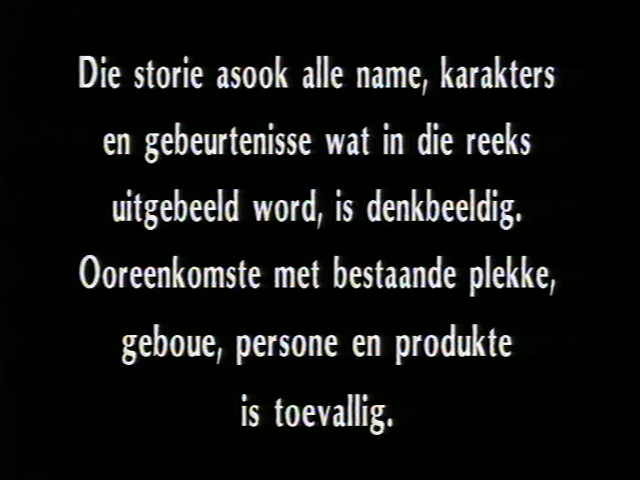 Die storie asook alle name, karakters
en gebeurtenisse wat in die reeks
uitgebeeld word, is denkbeeldig.
Ooreenkomste met bestaande plekke,
geboue, persone en produkte
is toevallig.